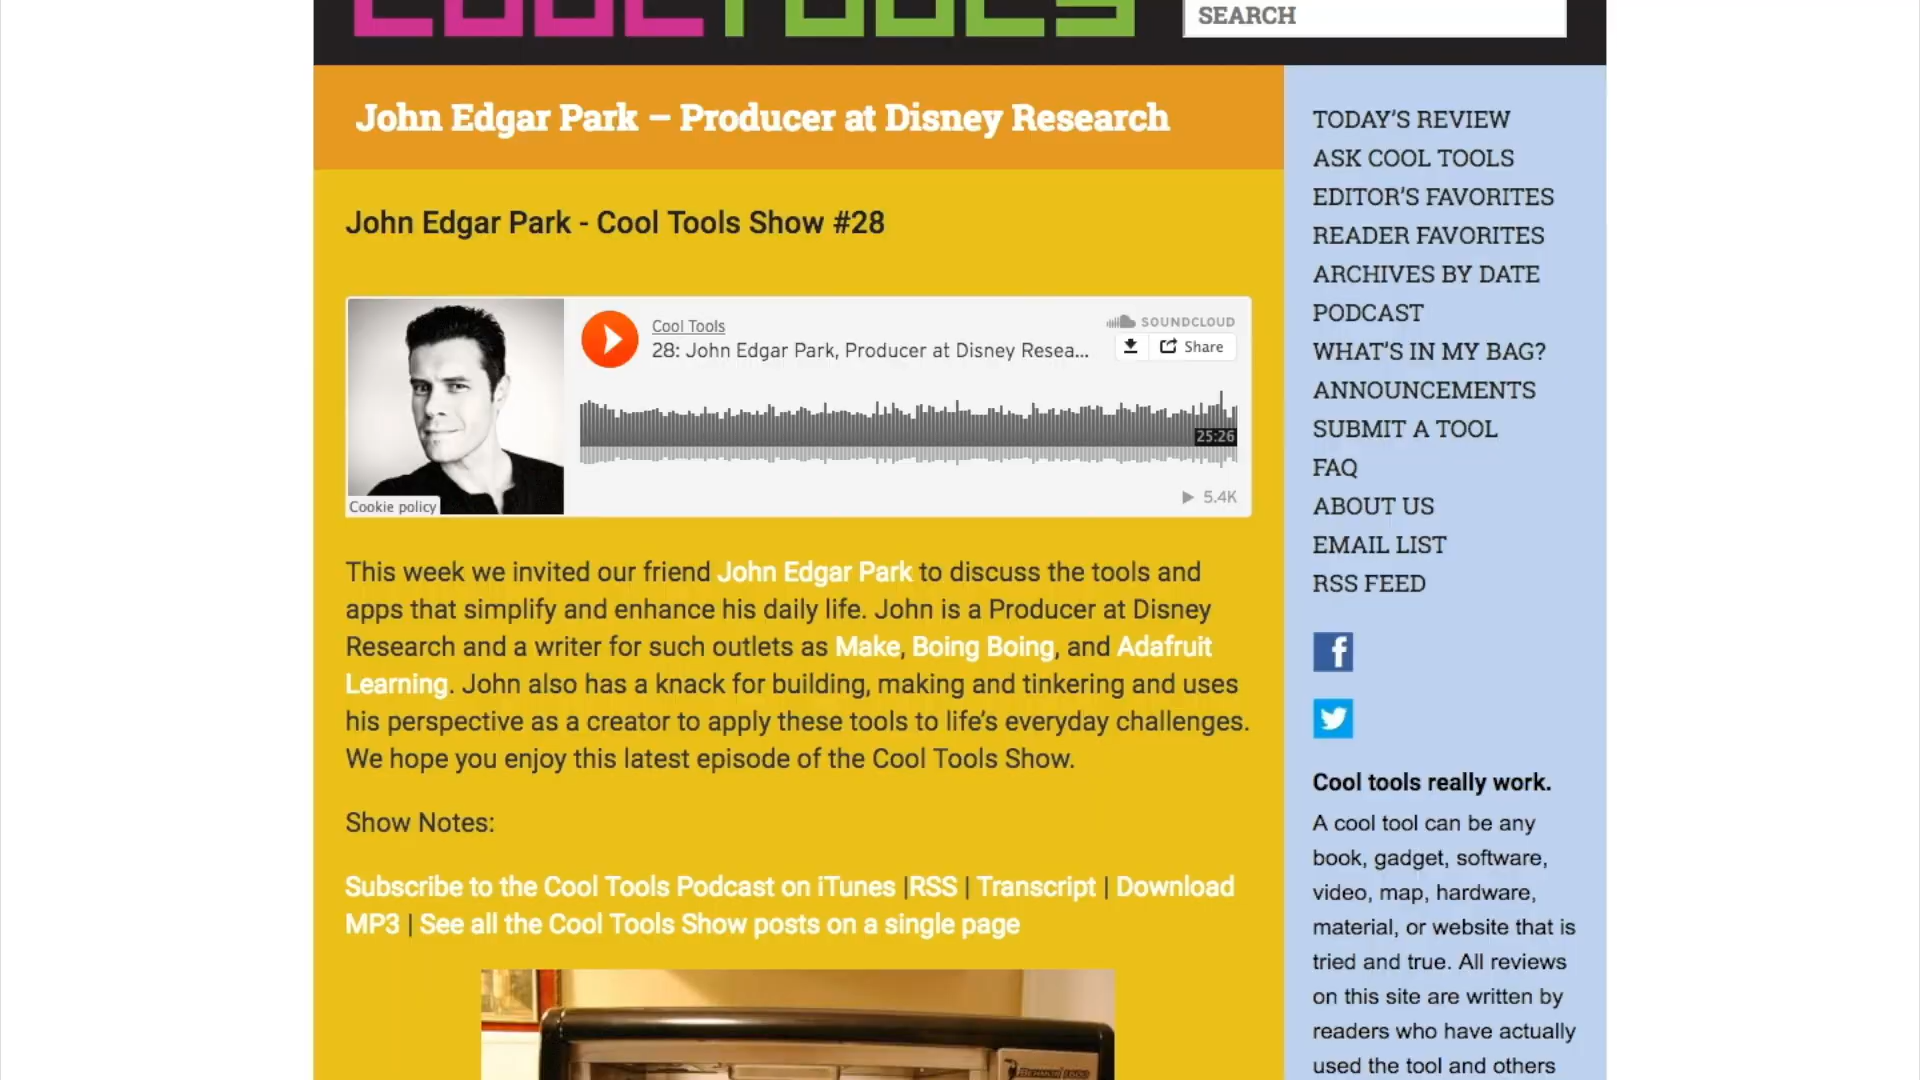 COOLTOOLS
SEARCH
John Edgar Park – Producer at Disney Research
John Edgar Park - Cool Tools Show #28
Cool Tools
28: John Edgar Park, Producer at Disney Resea...
SOUNDCLOUD
Share
25:26
5.4K
Cookie policy
This week we invited our friend John Edgar Park to discuss the tools and
apps that simplify and enhance his daily life. John is a Producer at Disney
Research and a writer for such outlets as Make, Boing Boing, and Adafruit
Learning. John also has a knack for building, making and tinkering and uses
his perspective as a creator to apply these tools to life’s everyday challenges.
We hope you enjoy this latest episode of the Cool Tools Show.
Show Notes:
Subscribe to the Cool Tools Podcast on iTunes |RSS | Transcript | Download
MP3 | See all the Cool Tools Show posts on a single page
TODAY’S REVIEW
ASK COOL TOOLS
EDITOR’S FAVORITES
READER FAVORITES
ARCHIVES BY DATE
PODCAST
WHAT’S IN MY BAG?
ANNOUNCEMENTS
SUBMIT A TOOL
FAQ
ABOUT US
EMAIL LIST
RSS FEED
Cool tools really work.
A cool tool can be any
book, gadget, software,
video, map, hardware,
material, or website that is
tried and true. All reviews
on this site are written by
readers who have actually
used the tool and others